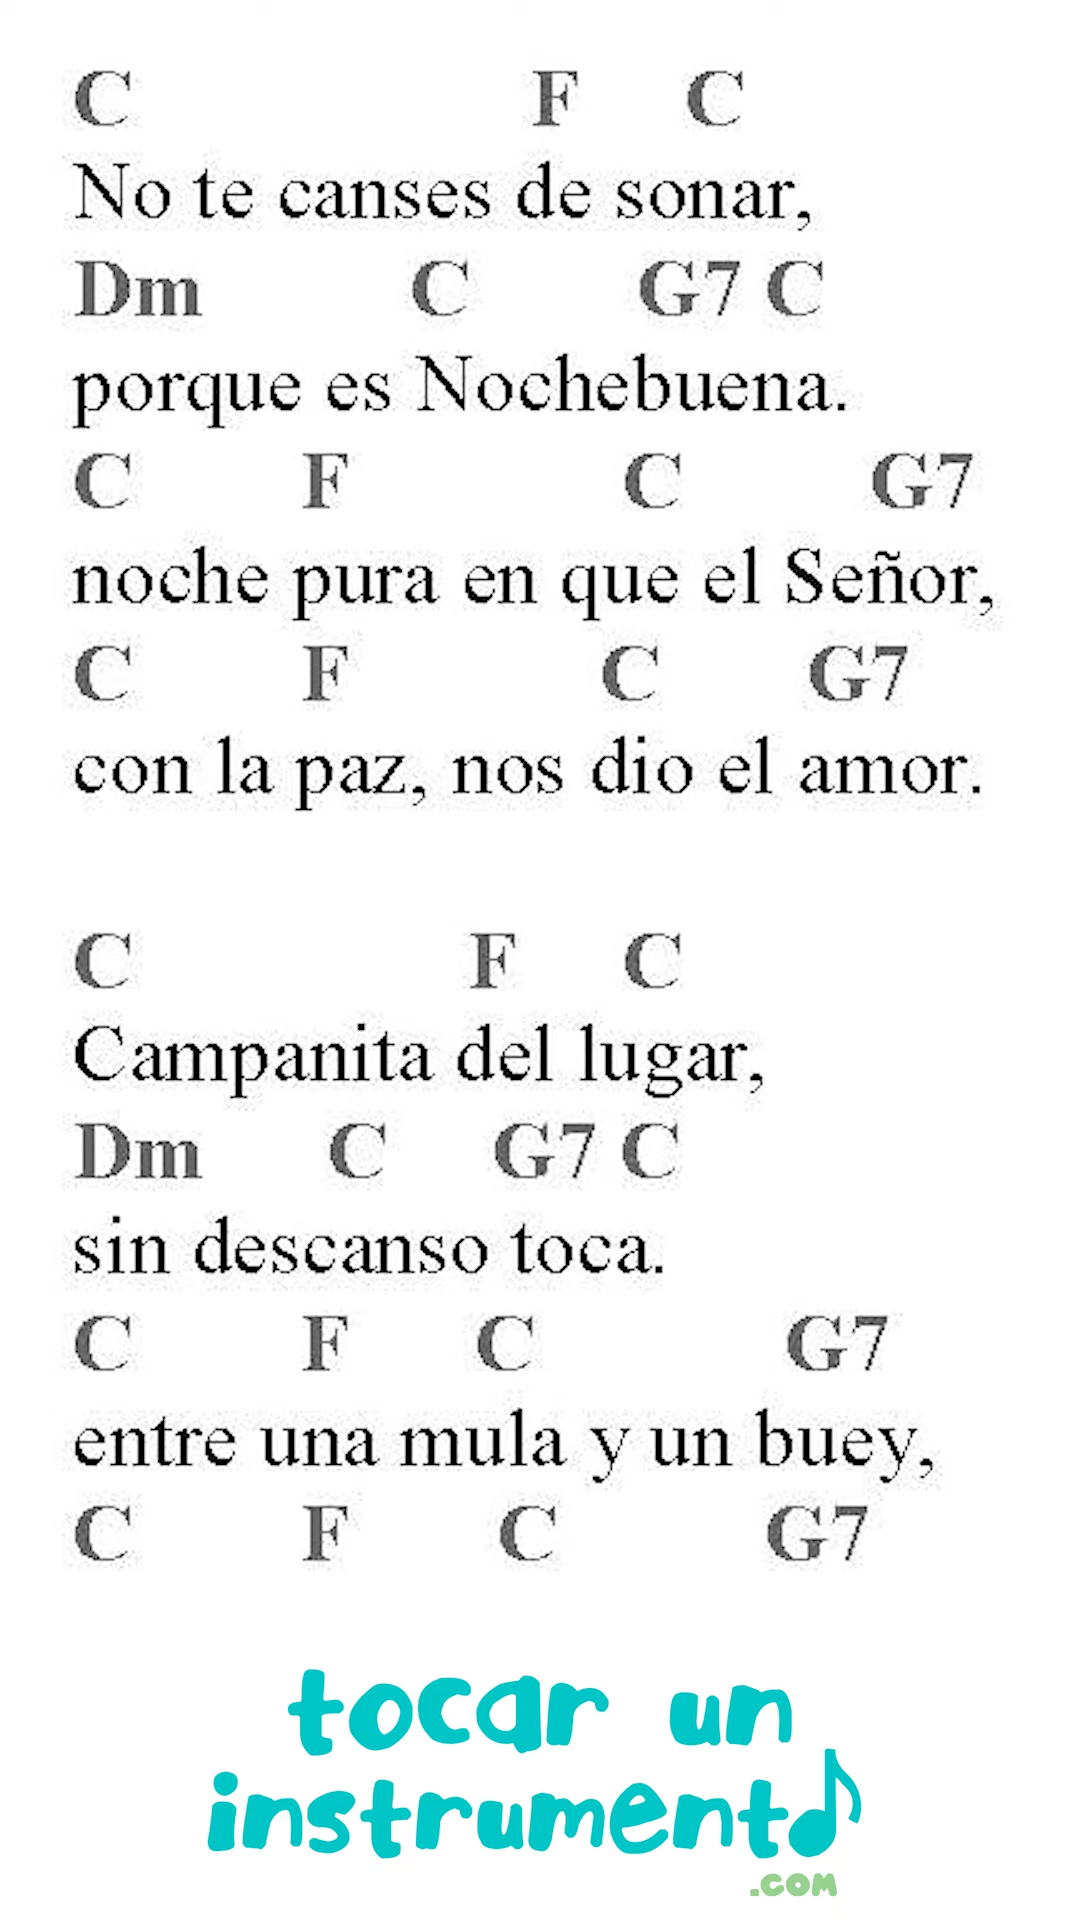 C F C
No te canses de sonar,
Dm C G7 C
porque es Nochebuena.
C F C G7
noche pura en que el Señor,
C F C G7
con la paz, nos dio el amor.
C F C
Campanita del lugar,
Dm C G7 C
sin descanso toca.
C F C G7
entre una mula y un buey,
C F C G7
tocar un
instrumento
.com